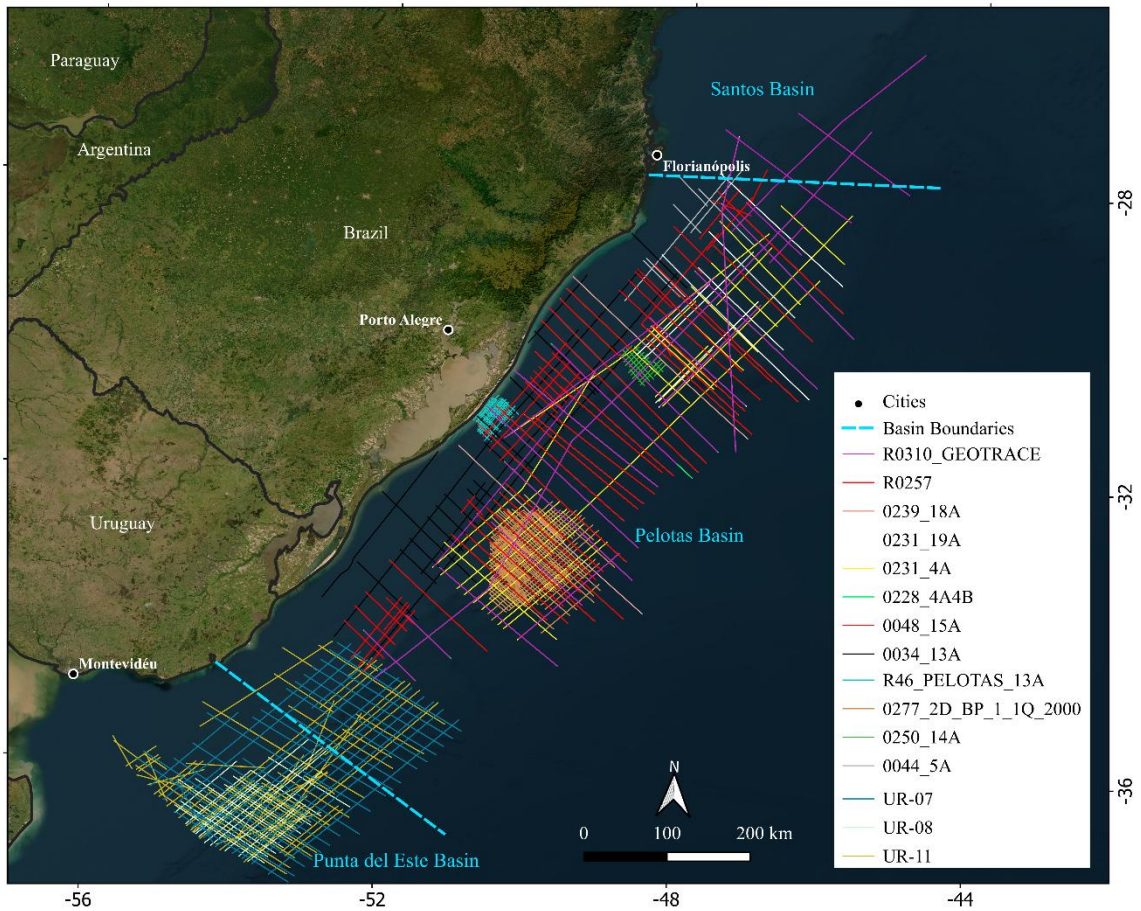 Paraguay
Santos Basin
Argentina
Florianópolis
-28
Brazil
Porto Alegre
Cities
Basin Boundaries
R0310_GEOTRACE
R0257
0239_18A
0231_19A
0231_4A
0228_4A4B
0048_15A
0034_13A
R46_PELOTAS_13A
0277_2D_BP_1_1Q_2000
0250_14A
0044_5A
UR-07
UR-08
UR-11
-32
Uruguay
Pelotas Basin
Montevidéu
-36
N
0 100 200 km
Punta del Este Basin
-56 -52 -48 -44